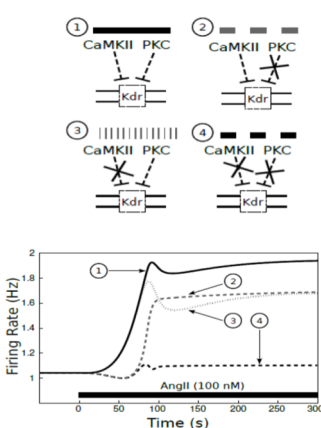 1 2
CaMKII PKC CaMKII PKC
Kdr Kdr
3 4
CaMKII PKC CaMKII PKC
Kdr Kdr
2
1
1.8
2
Firing Rate (Hz)
1.6
3 4
1.4
1.2
1
AngII (100 nM)
0 50 100 150 200 250 300
Time (s)